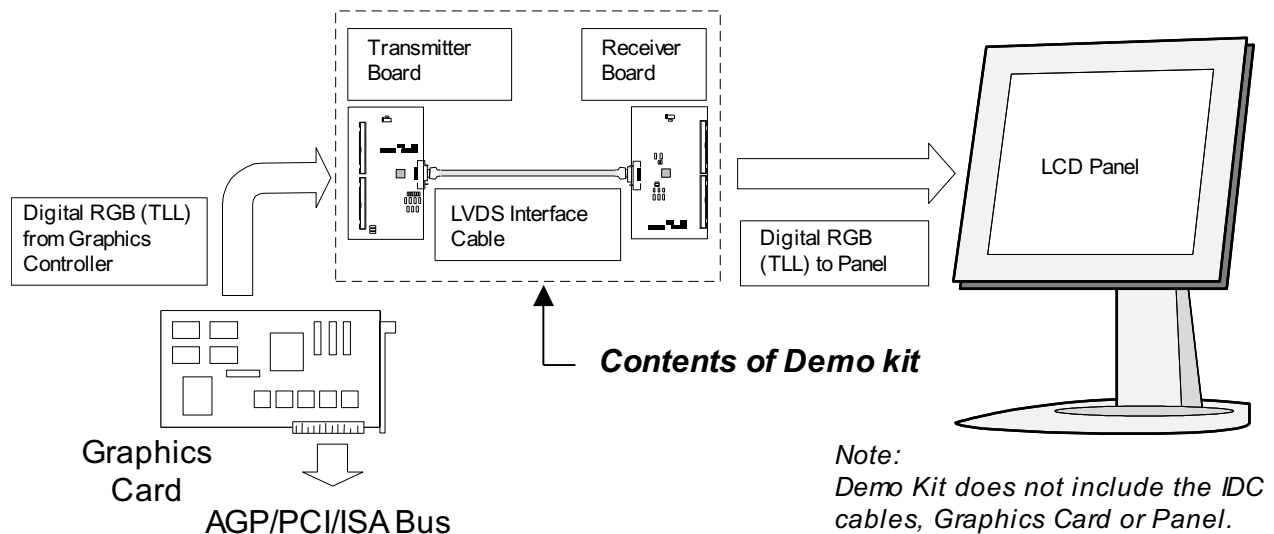 Transmitter
Board
Receiver
Board
LVDS Interface
Cable
Digital RGB (TLL)
from Graphics
Controller
Digital RGB
(TLL) to Panel
LCD Panel
Contents of Demo kit
Graphics
Card
AGP/PCI/ISA Bus
Note:
Demo Kit does not include the IDC
cables, Graphics Card or Panel.